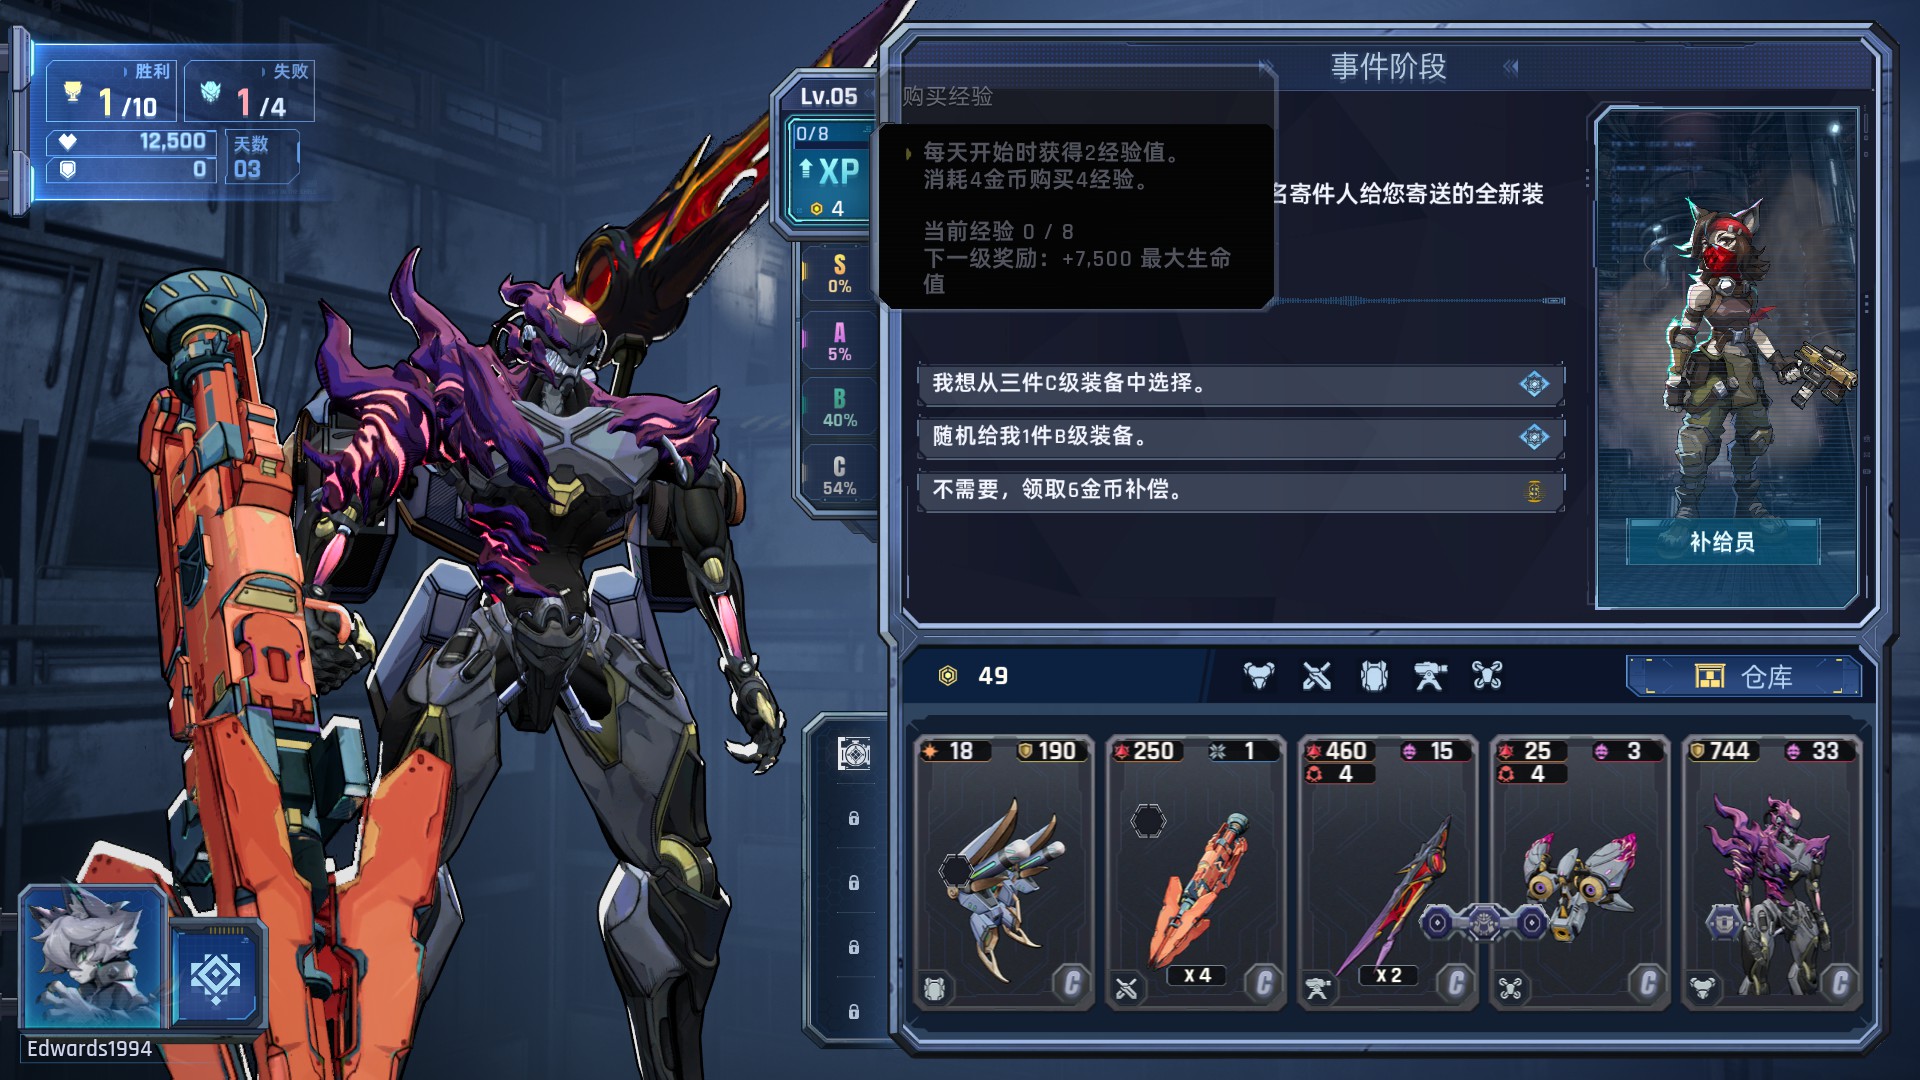 胜利
1/10
失败
1/4
12,500
0
天数
03
Lv.05
0/8
XP
4
S
0%
A
5%
B
40%
C
54%
事件阶段
购买经验
每天开始时获得2经验值。
消耗4金币购买4经验。
当前经验 0 / 8
下一级奖励：+7,500 最大生命
值
名寄件人给您寄送的全新装
我想从三件C级装备中选择。
随机给我1件B级装备。
不需要，领取6金币补偿。
补给员
49
仓库
18
190
C
250
1
x4
C
460
15
4
x2
C
25
3
4
C
744
33
C
Edwards1994